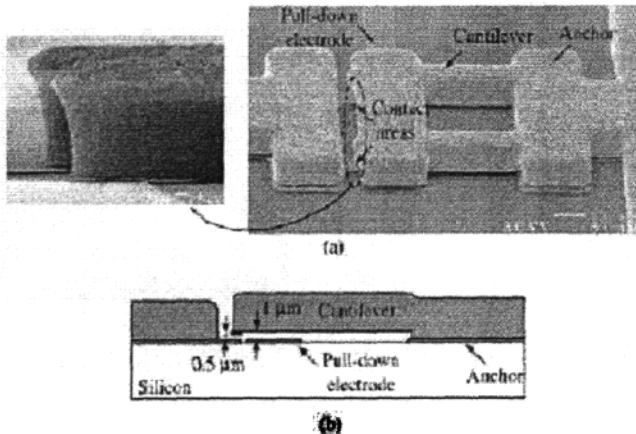 Pull-down
electrode
Cantilever
Anchor
Contact
areas
(a)
1 μm
Cantilever
0.5 μm
Pull-down
electrode
Anchor
Silicon
(b)